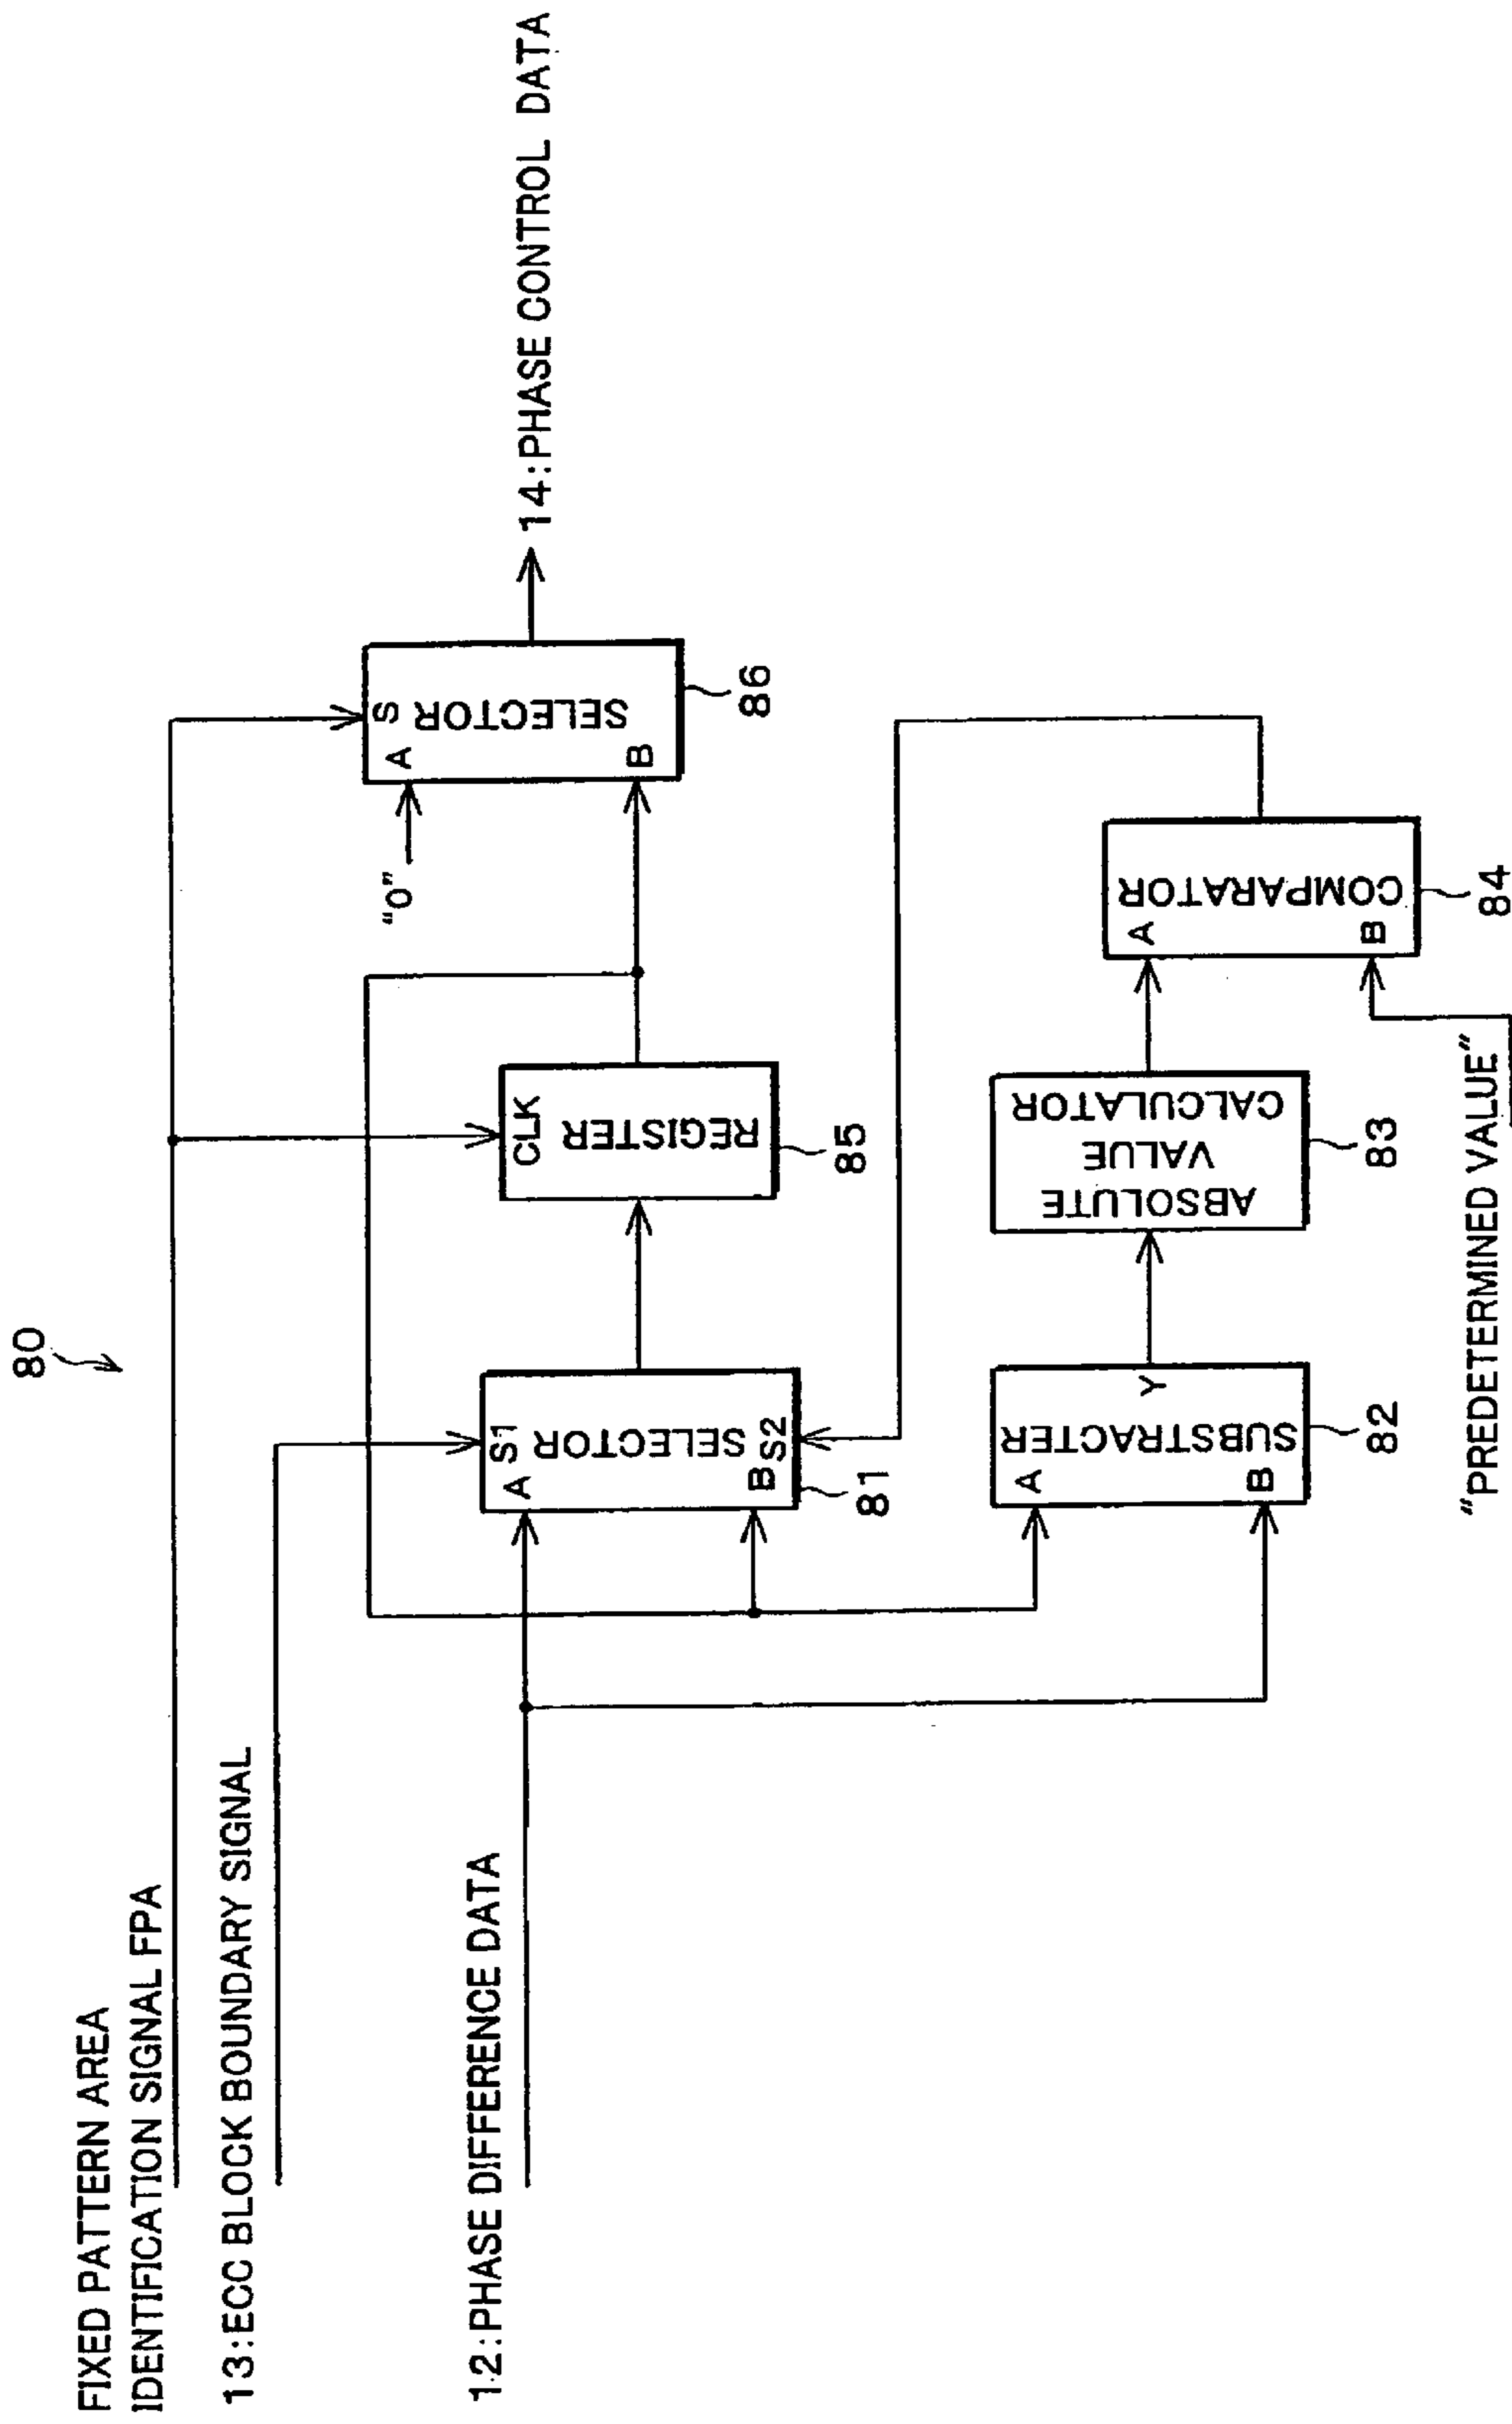 80
FIXED PATTERN AREA
IDENTIFICATION SIGNAL FPA
13:ECC BLOCK BOUNDARY SIGNAL
12:PHASE DIFFERENCE DATA
S1
A
SELECTOR
B
S2
81
CLK
REGISTER
85
"0"
S
A
SELECTOR
B
86
14:PHASE CONTROL DATA
A
SUBSTRACTER
Y
B
82
ABSOLUTE
VALUE
CALCULATOR
83
A
COMPARATOR
B
84
"PREDETERMINED VALUE"